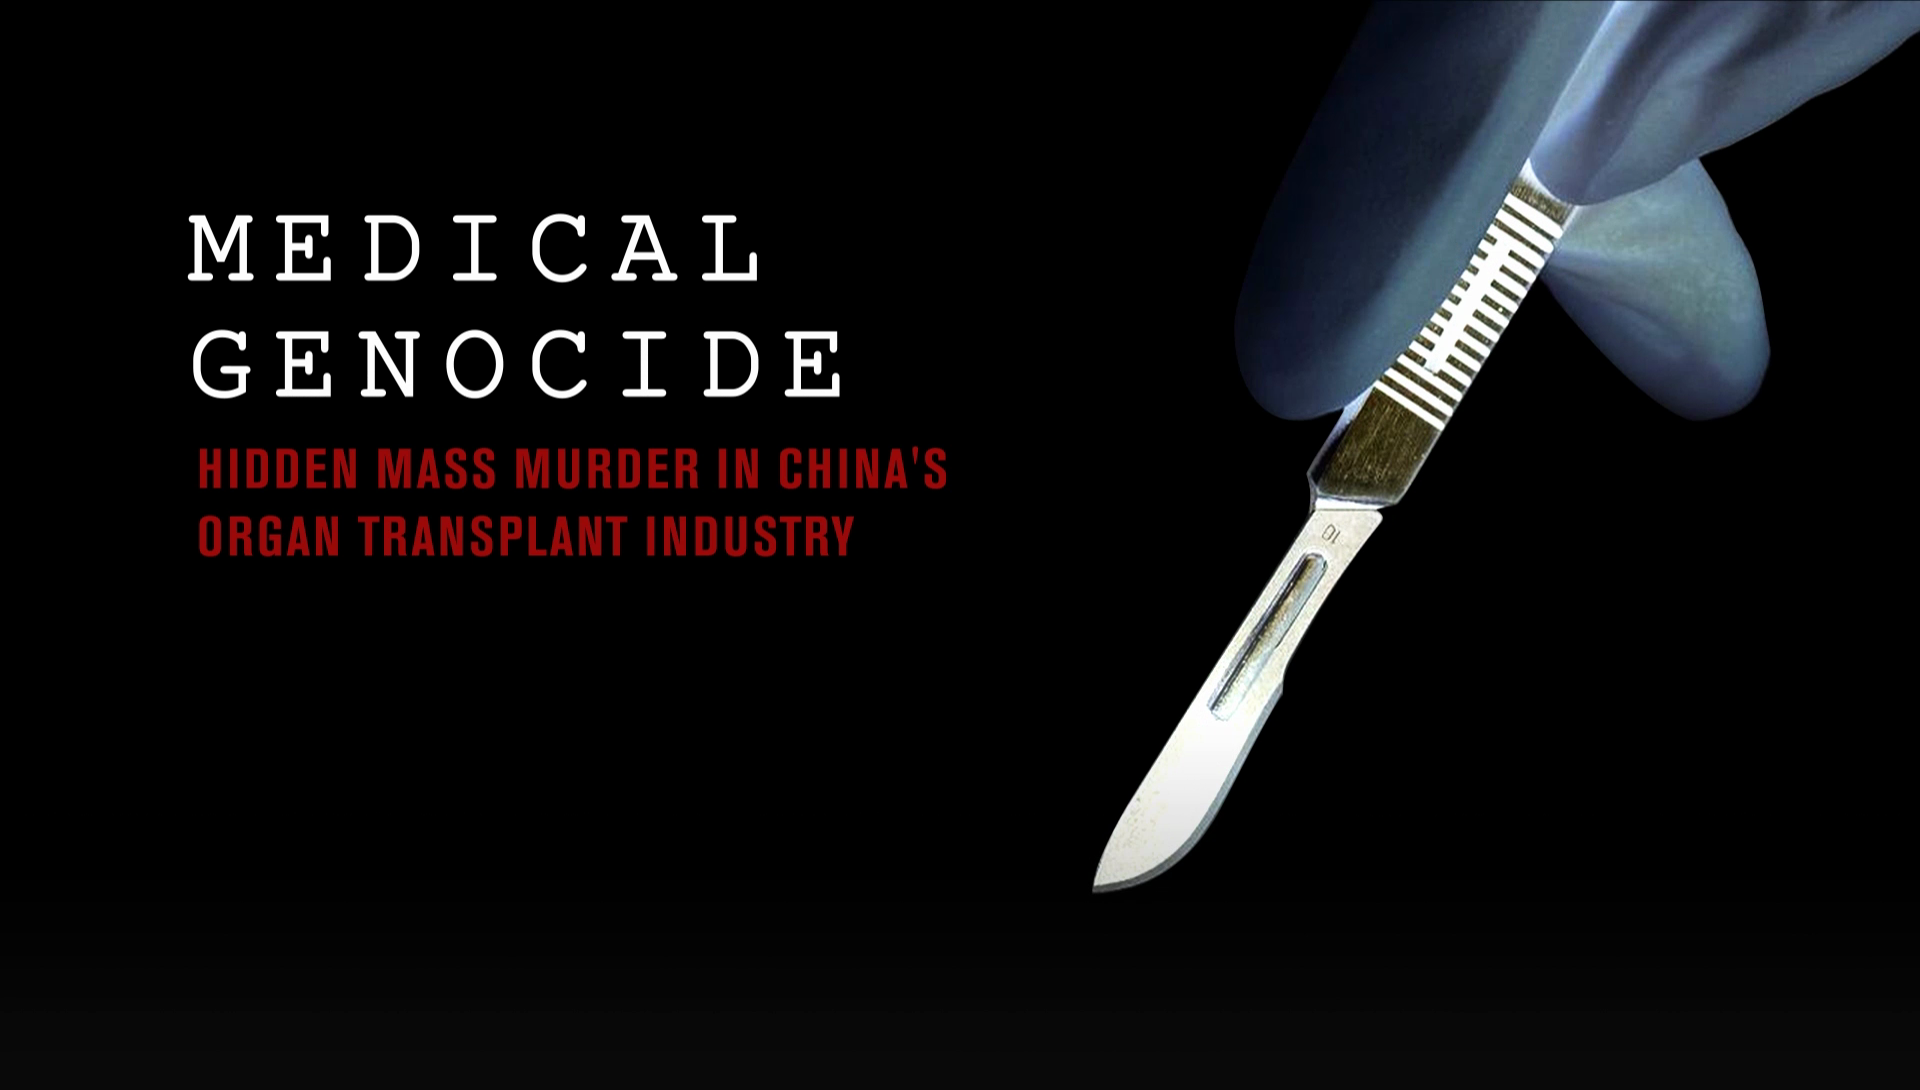 MEDICAL
GENOCIDE
HIDDEN MASS MURDER IN CHINA'S
ORGAN TRANSPLANT INDUSTRY
10